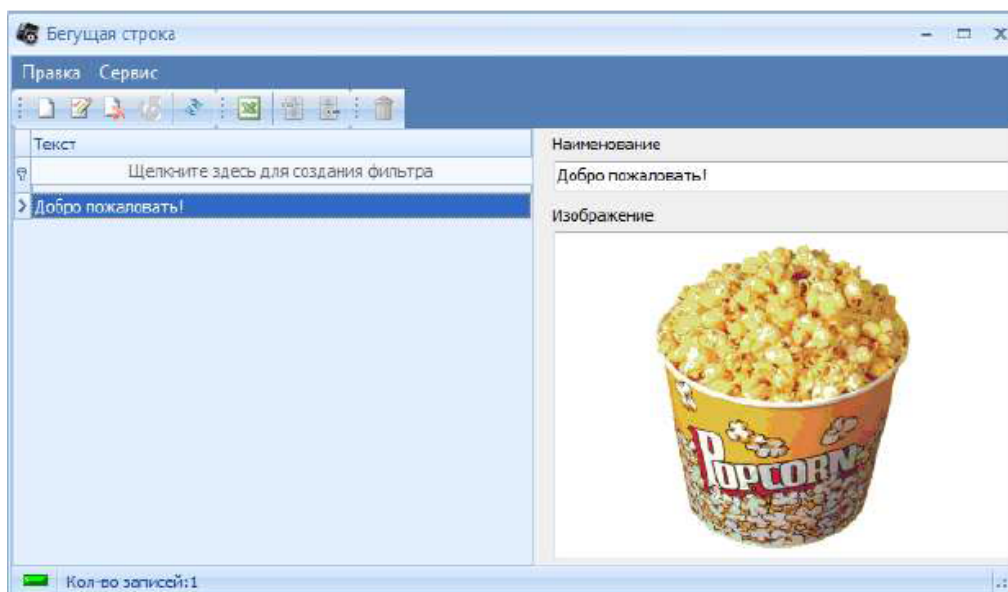 Бегущая строка
Правка Сервис
Текст
Щелкните здесь для создания фильтра
Добро пожаловать!
Наименование
Добро пожаловать!
Изображение
POPCORN
Кол-во записей:1